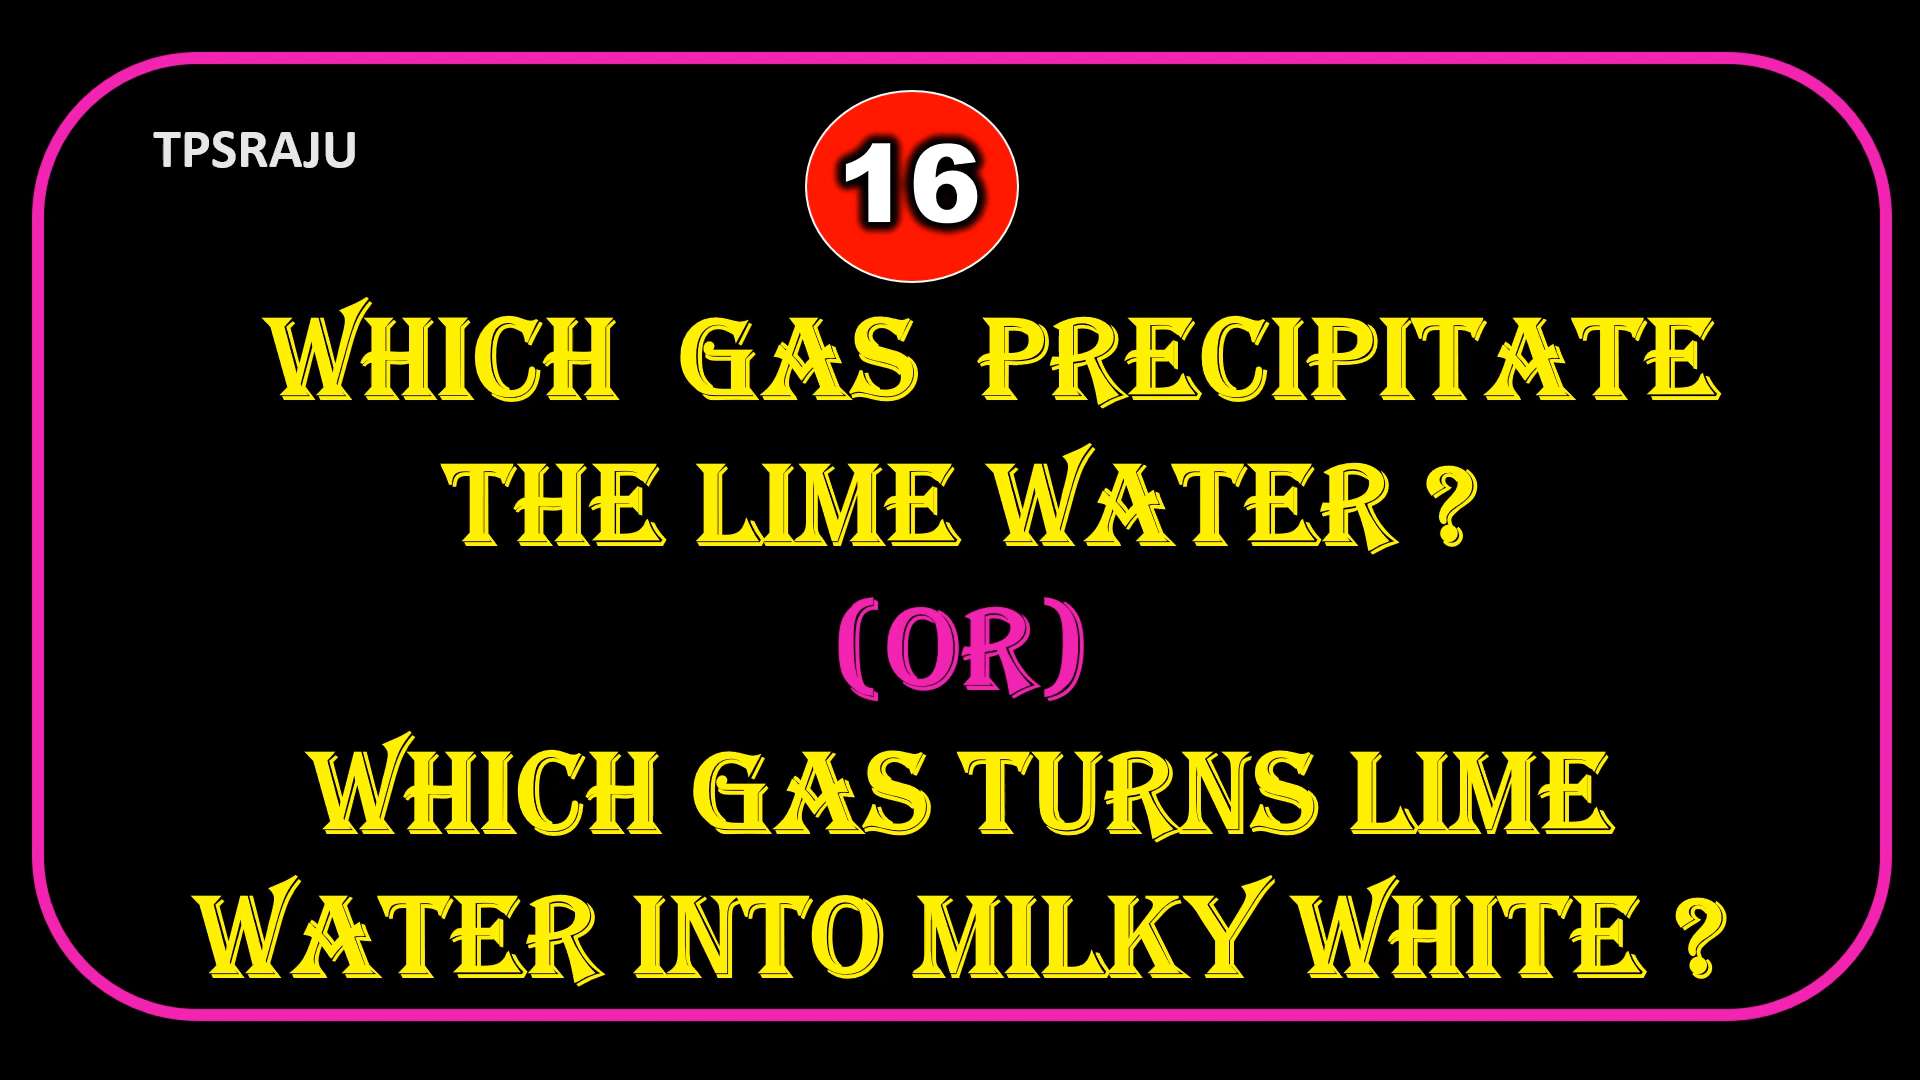 TPSRAJU
16
WHICH GAS PRECIPITATE
THE LIME WATER ?
(OR)
WHICH GAS TURNS LIME
WATER INTO MILKY WHITE ?